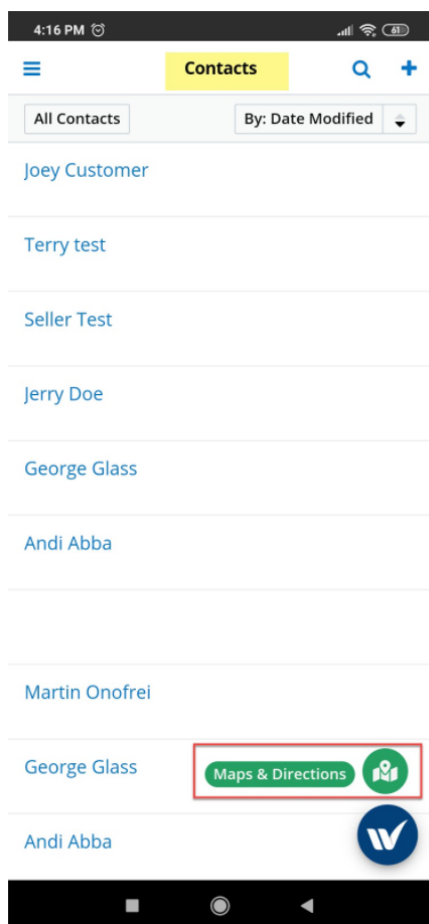 4:16 PM 61
Contacts
All Contacts By: Date Modified
Joey Customer
Terry test
Seller Test
Jerry Doe
George Glass
Andi Abba
Martin Onofrei
George Glass Maps & Directions
Andi Abba